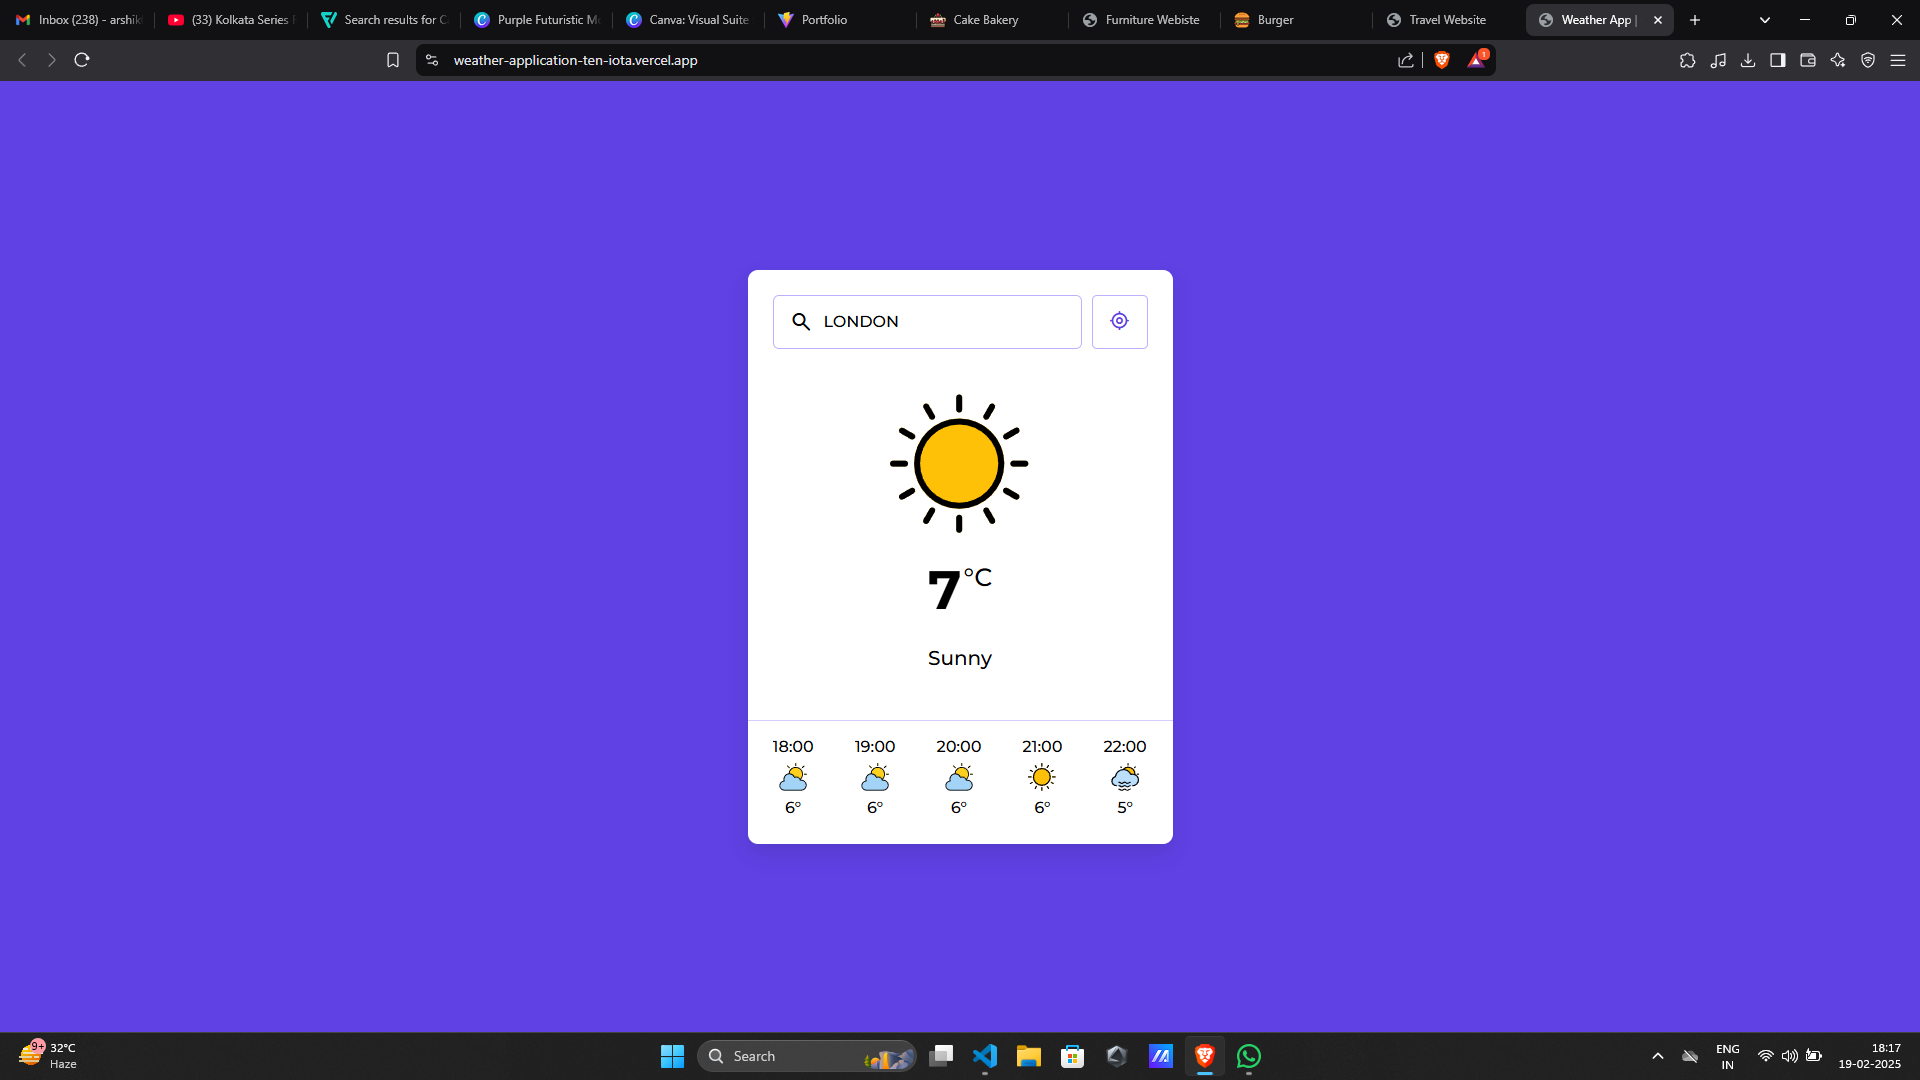 Inbox (238) - arshik
(33) Kolkata Series
Search results for
Purple Futuristic
Canva: Visual Suite
Portfolio
Cake Bakery
Furniture Webiste
Burger
Travel Website
Weather App |
weather-application-ten-iota.vercel.app
1
LONDON
7°C
Sunny
18:00 19:00 20:00 21:00 22:00
6° 6° 6° 6° 5°
9+
32°C
Haze
Search
ENG
IN
18:17
19-02-2025